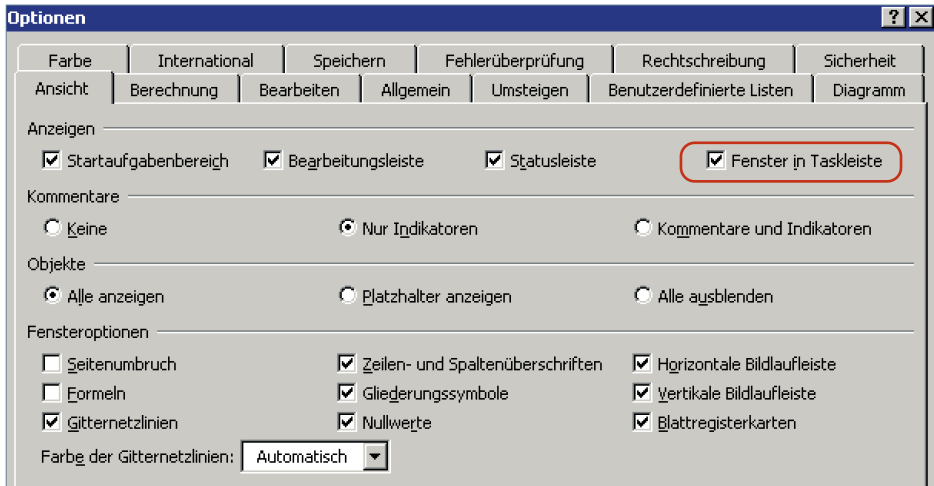 Optionen
Farbe International Speichern Fehlerüberprüfung Rechtschreibung Sicherheit
Ansicht Berechnung Bearbeiten Allgemein Umsteigen Benutzerdefinierte Listen Diagramm
Anzeigen
Startaufgabenbereich Bearbeitungsleiste Statusleiste Fenster in Taskleiste
Kommentare
Keine Nur Indikatoren Kommentare und Indikatoren
Objekte
Alle anzeigen Platzhalter anzeigen Alle ausblenden
Fensteroptionen
Seitenumbruch Zeilen- und Spaltenüberschriften Horizontale Bildlaufleiste
Formeln Gliederungssymbole Vertikale Bildlaufleiste
Gitternetzlinien Nullwerte Blattregisterkarten
Farbe der Gitternetzlinien: Automatisch